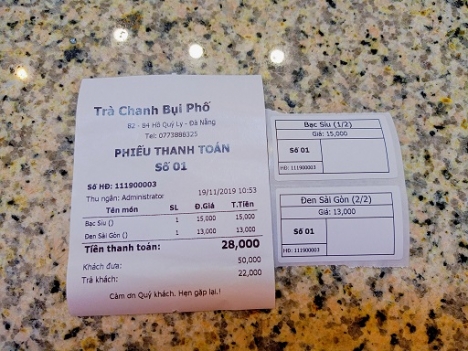 Trà Chanh Bụi Phố
82 - 84 Hồ Quý Ly - Đà Nẵng
Tel: 0773888325
PHIẾU THANH TOÁN
Số 01
Số HĐ: 111900003
19/11/2019 10:53
Thu ngân: Administrator
Tên món SL Đ.Giá T.Tiền
Bạc Siu () 1 15,000 15,000
Đen Sài Gòn () 1 13,000 13,000
Tiền thanh toán: 28,000
Khách đưa: 50,000
Trả khách: 22,000
Cảm ơn Quý khách. Hẹn gặp lại.!
Bạc Siu (1/2)
Giá: 15,000
Số 01
HĐ: 111900003
Đen Sài Gòn (2/2)
Giá: 13,000
Số 01
HĐ: 111900003